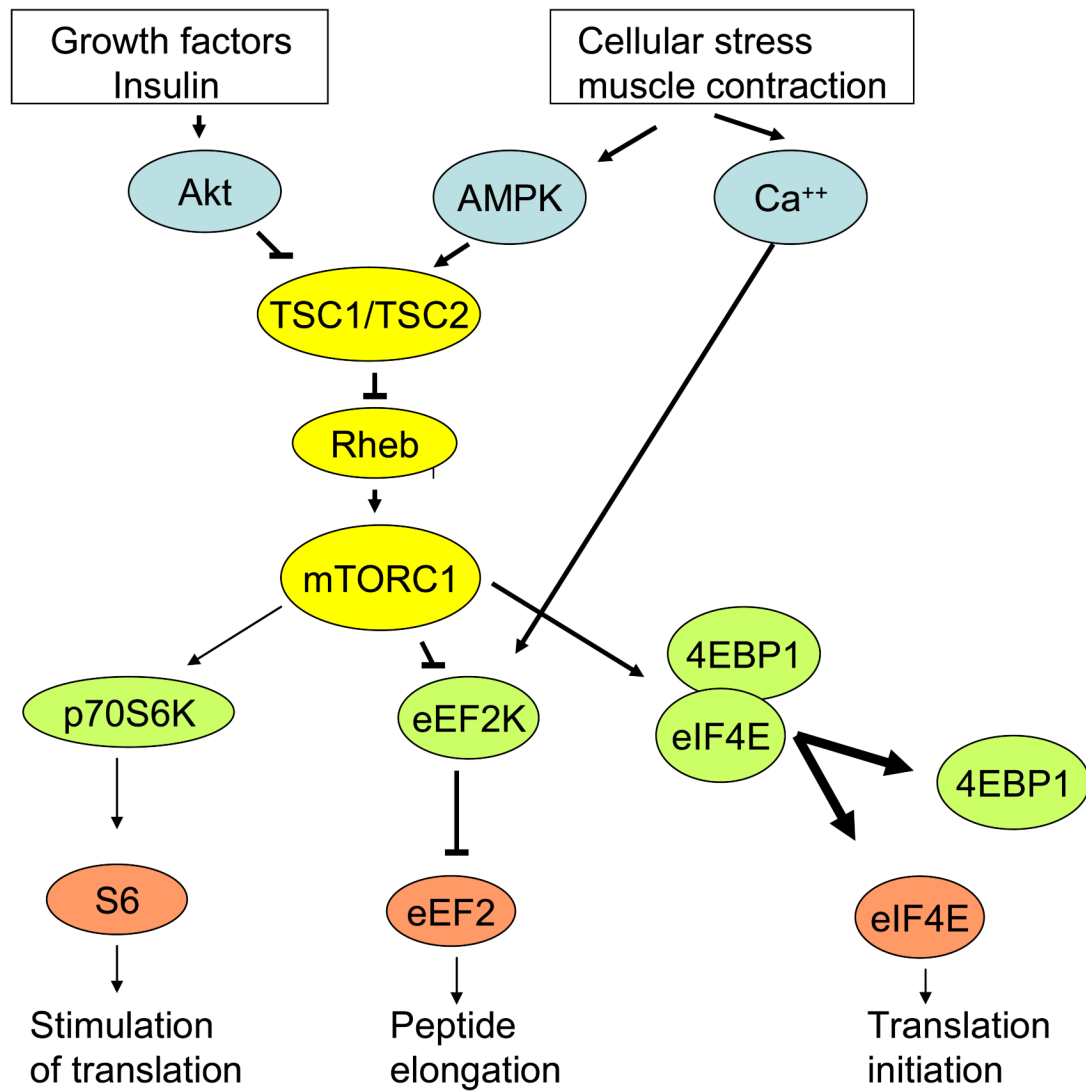 Growth factors
Insulin
Cellular stress
muscle contraction
Akt
AMPK
Ca⁺⁺
TSC1/TSC2
Rheb
mTORC1
4EBP1
p70S6K
eEF2K
eIF4E
4EBP1
S6
eEF2
eIF4E
Stimulation
of translation
Peptide
elongation
Translation
initiation